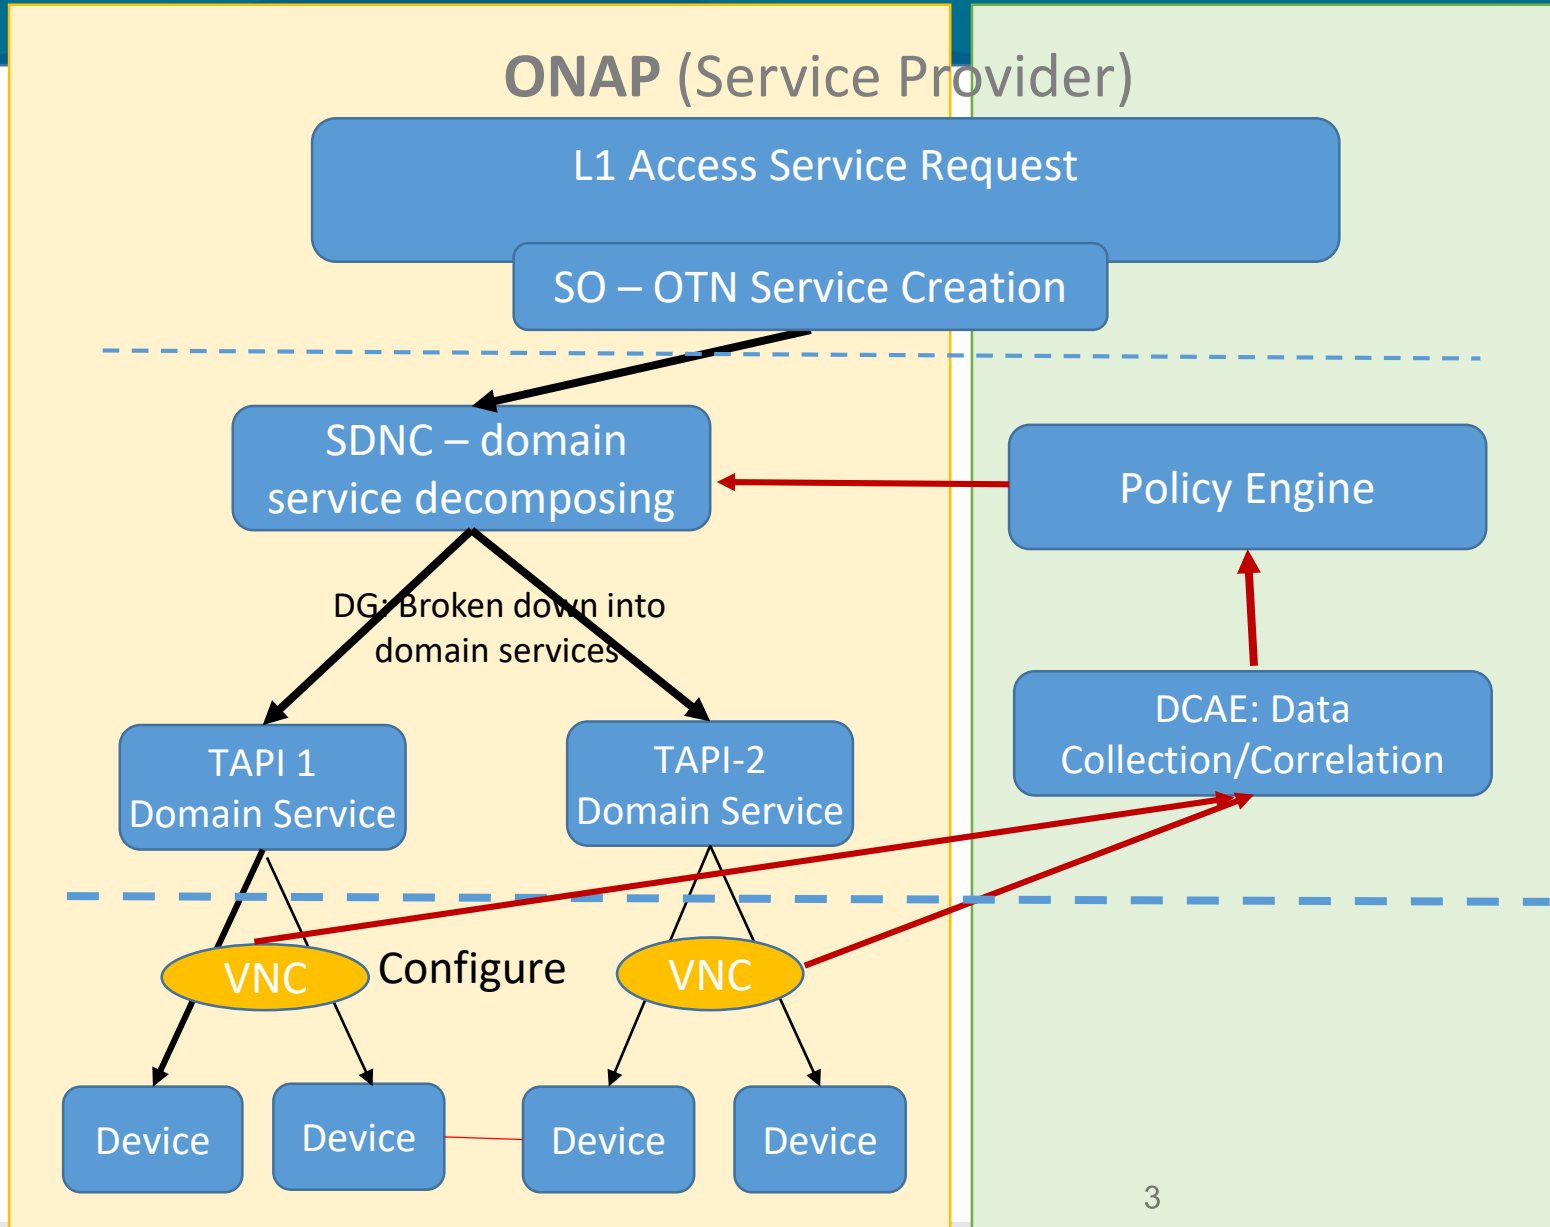 ONAP (Service Provider)
L1 Access Service Request
SO – OTN Service Creation
SDNC – domain
service decomposing
Policy Engine
DG: Broken down into
domain services
DCAE: Data
Collection/Correlation
TAPI 1
Domain Service
TAPI-2
Domain Service
VNC
Configure
VNC
Device
Device
Device
Device
3